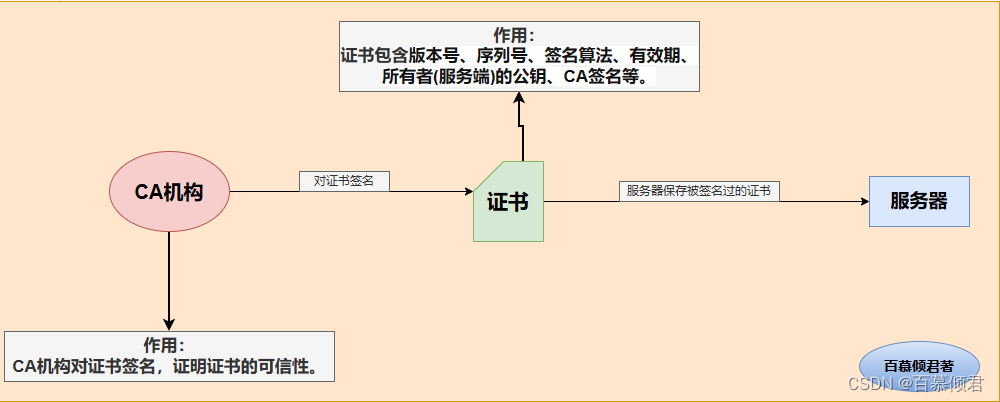 作用：
证书包含版本号、序列号、签名算法、有效期、
所有者(服务端)的公钥、CA签名等。
CA机构
对证书签名
证书
服务器保存被签名过的证书
服务器
作用：
CA机构对证书签名，证明证书的可信性。
百慕倾君著
CSDN @百慕倾君